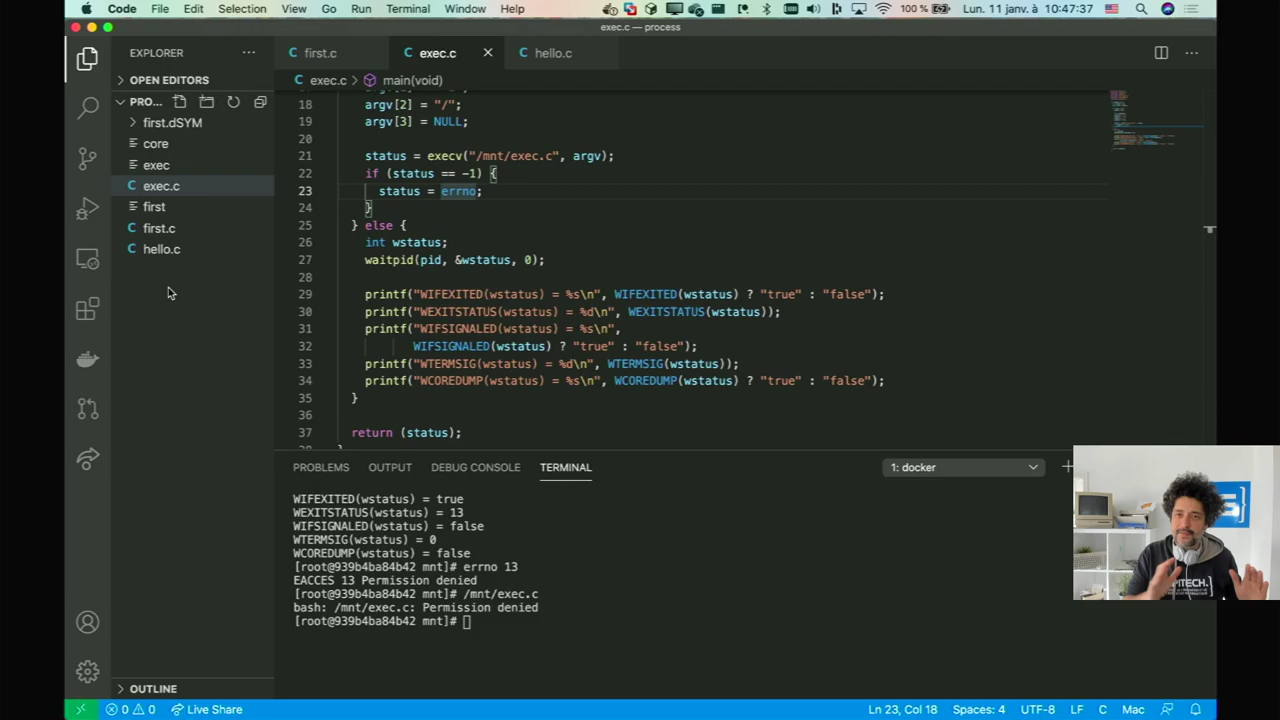 Code File Edit Selection View Go Run Terminal Window Help 100 % Lun. 11 janv. à 10:47:37
exec.c — process
EXPLORER
first.c exec.c hello.c
OPEN EDITORS
exec.c > main(void)
PRO...
first.dSYM
core
exec
exec.c
first
first.c
hello.c
18 argv[2] = "/";
19 argv[3] = NULL;
20
21 status = execv("/mnt/exec.c", argv);
22 if (status == -1) {
23 status = errno;
24 }
25 } else {
26 int wstatus;
27 waitpid(pid, &wstatus, 0);
28
29 printf("WIFEXITED(wstatus) = %s\n", WIFEXITED(wstatus) ? "true" : "false");
30 printf("WEXITSTATUS(wstatus) = %d\n", WEXITSTATUS(wstatus));
31 printf("WIFSIGNALED(wstatus) = %s\n",
32 WIFSIGNALED(wstatus) ? "true" : "false");
33 printf("WTERMSIG(wstatus) = %d\n", WTERMSIG(wstatus));
34 printf("WCOREDUMP(wstatus) = %s\n", WCOREDUMP(wstatus) ? "true" : "false");
35 }
36
37 return (status);
PROBLEMS OUTPUT DEBUG CONSOLE TERMINAL 1: docker
WIFEXITED(wstatus) = true
WEXITSTATUS(wstatus) = 13
WIFSIGNALED(wstatus) = false
WTERMSIG(wstatus) = 0
WCOREDUMP(wstatus) = false
[root@939b4ba84b42 mnt]# errno 13
EACCES 13 Permission denied
[root@939b4ba84b42 mnt]# /mnt/exec.c
bash: /mnt/exec.c: Permission denied
[root@939b4ba84b42 mnt]#
OUTLINE
0 0 Live Share Ln 23, Col 18 Spaces: 4 UTF-8 LF C Mac